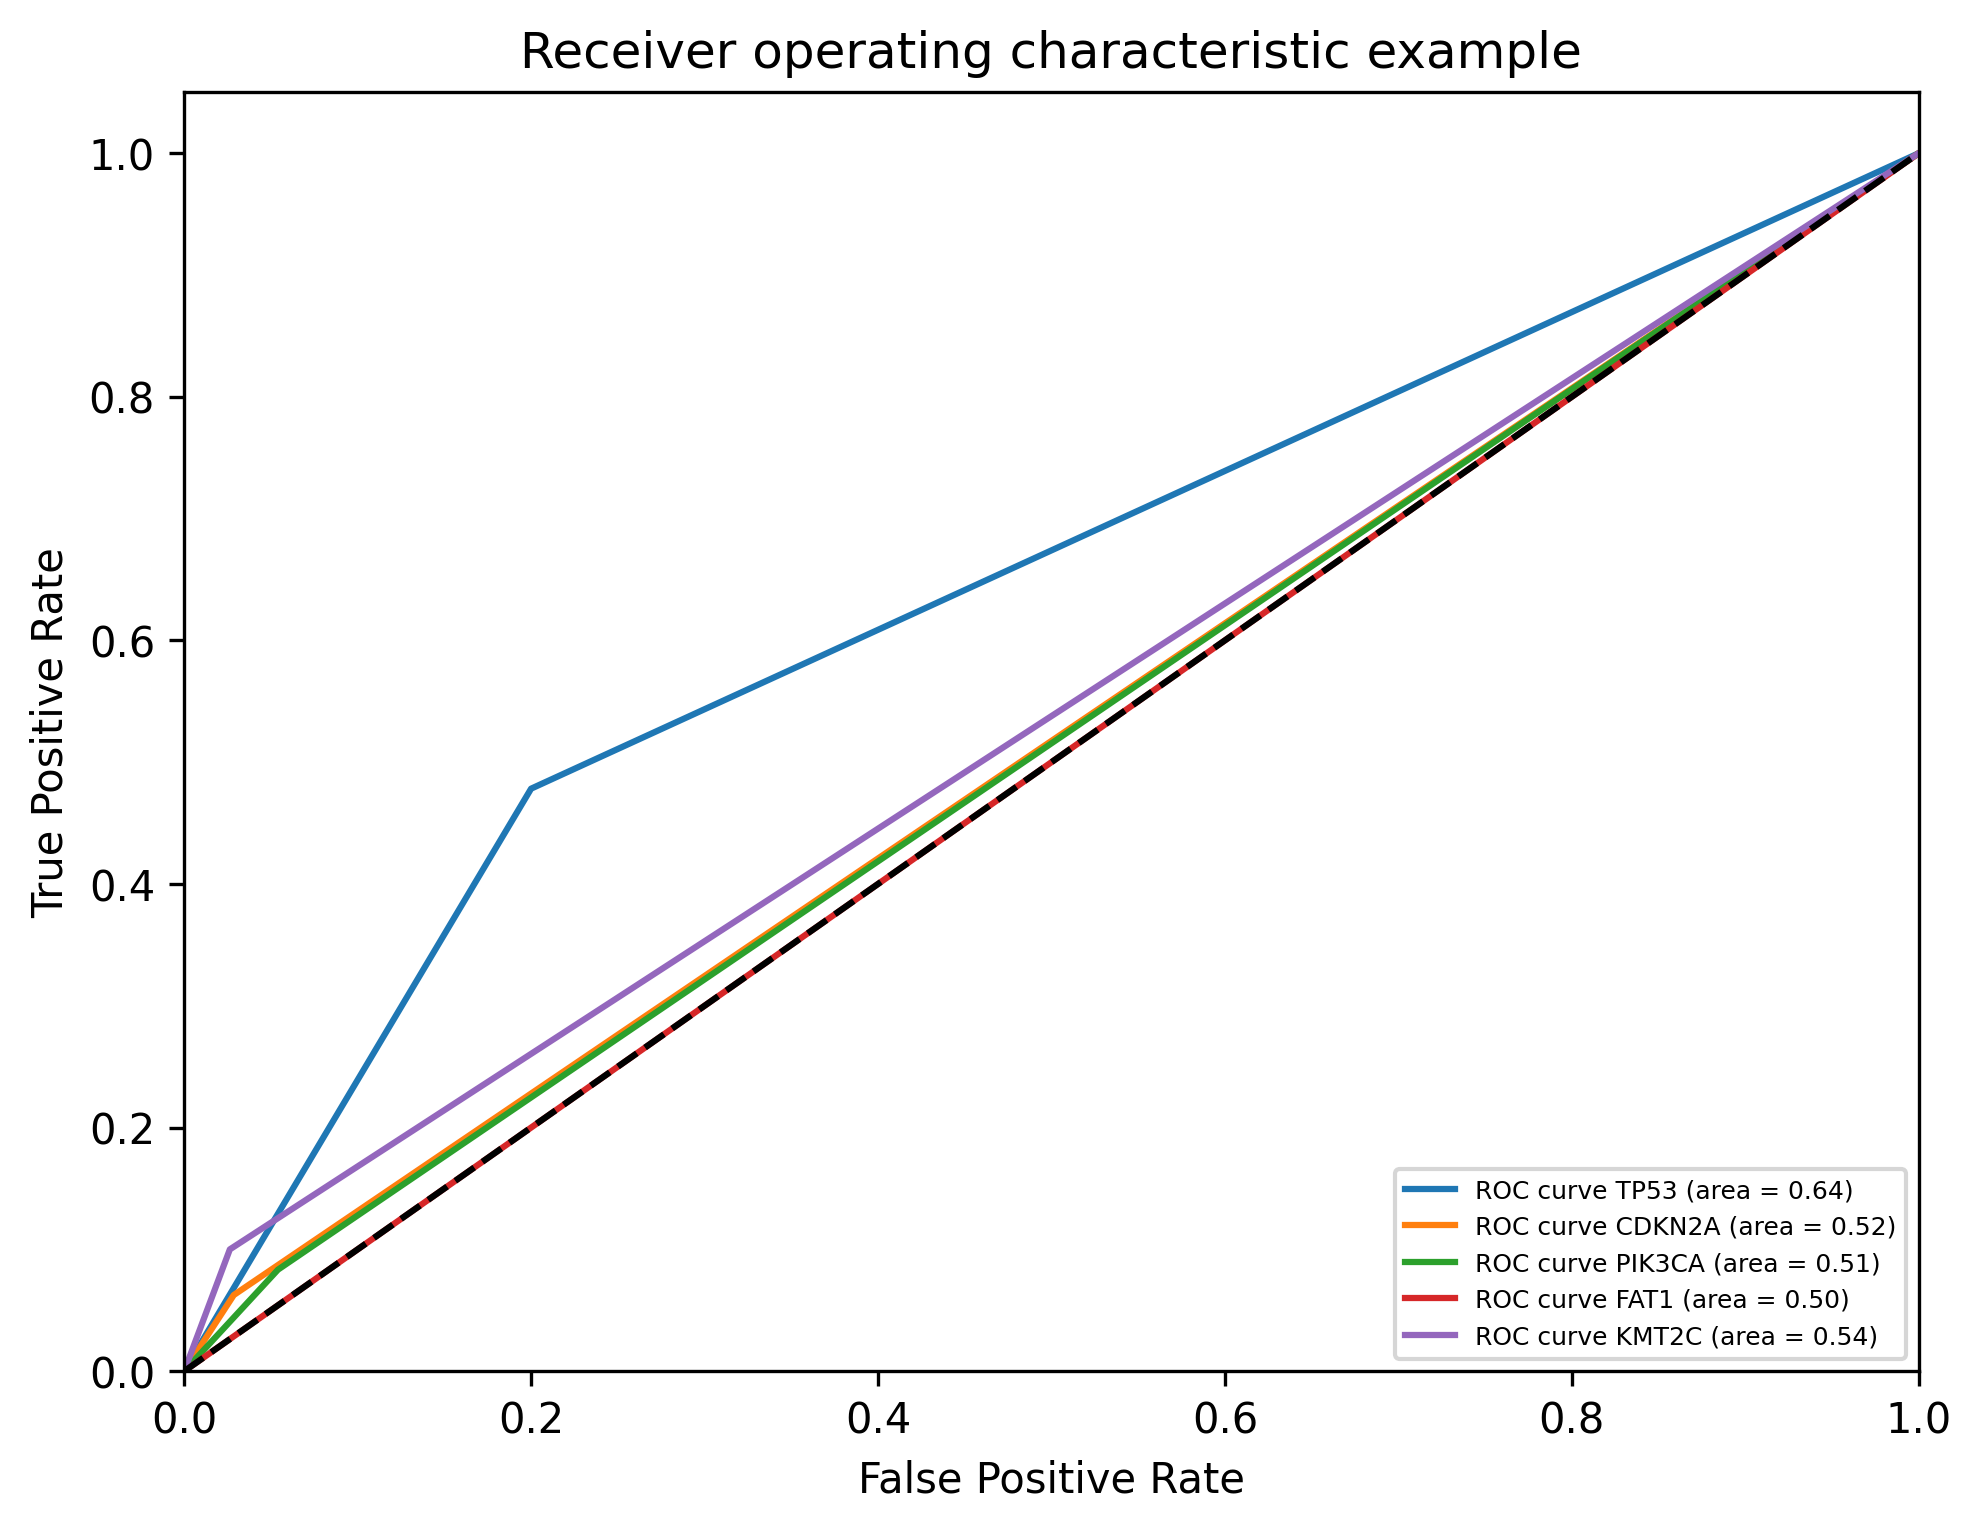 Receiver operating characteristic example
True Positive Rate
1.0
0.8
0.6
0.4
0.2
0.0
ROC curve TP53 (area = 0.64)
ROC curve CDKN2A (area = 0.52)
ROC curve PIK3CA (area = 0.51)
ROC curve FAT1 (area = 0.50)
ROC curve KMT2C (area = 0.54)
0.0 0.2 0.4 0.6 0.8 1.0
False Positive Rate